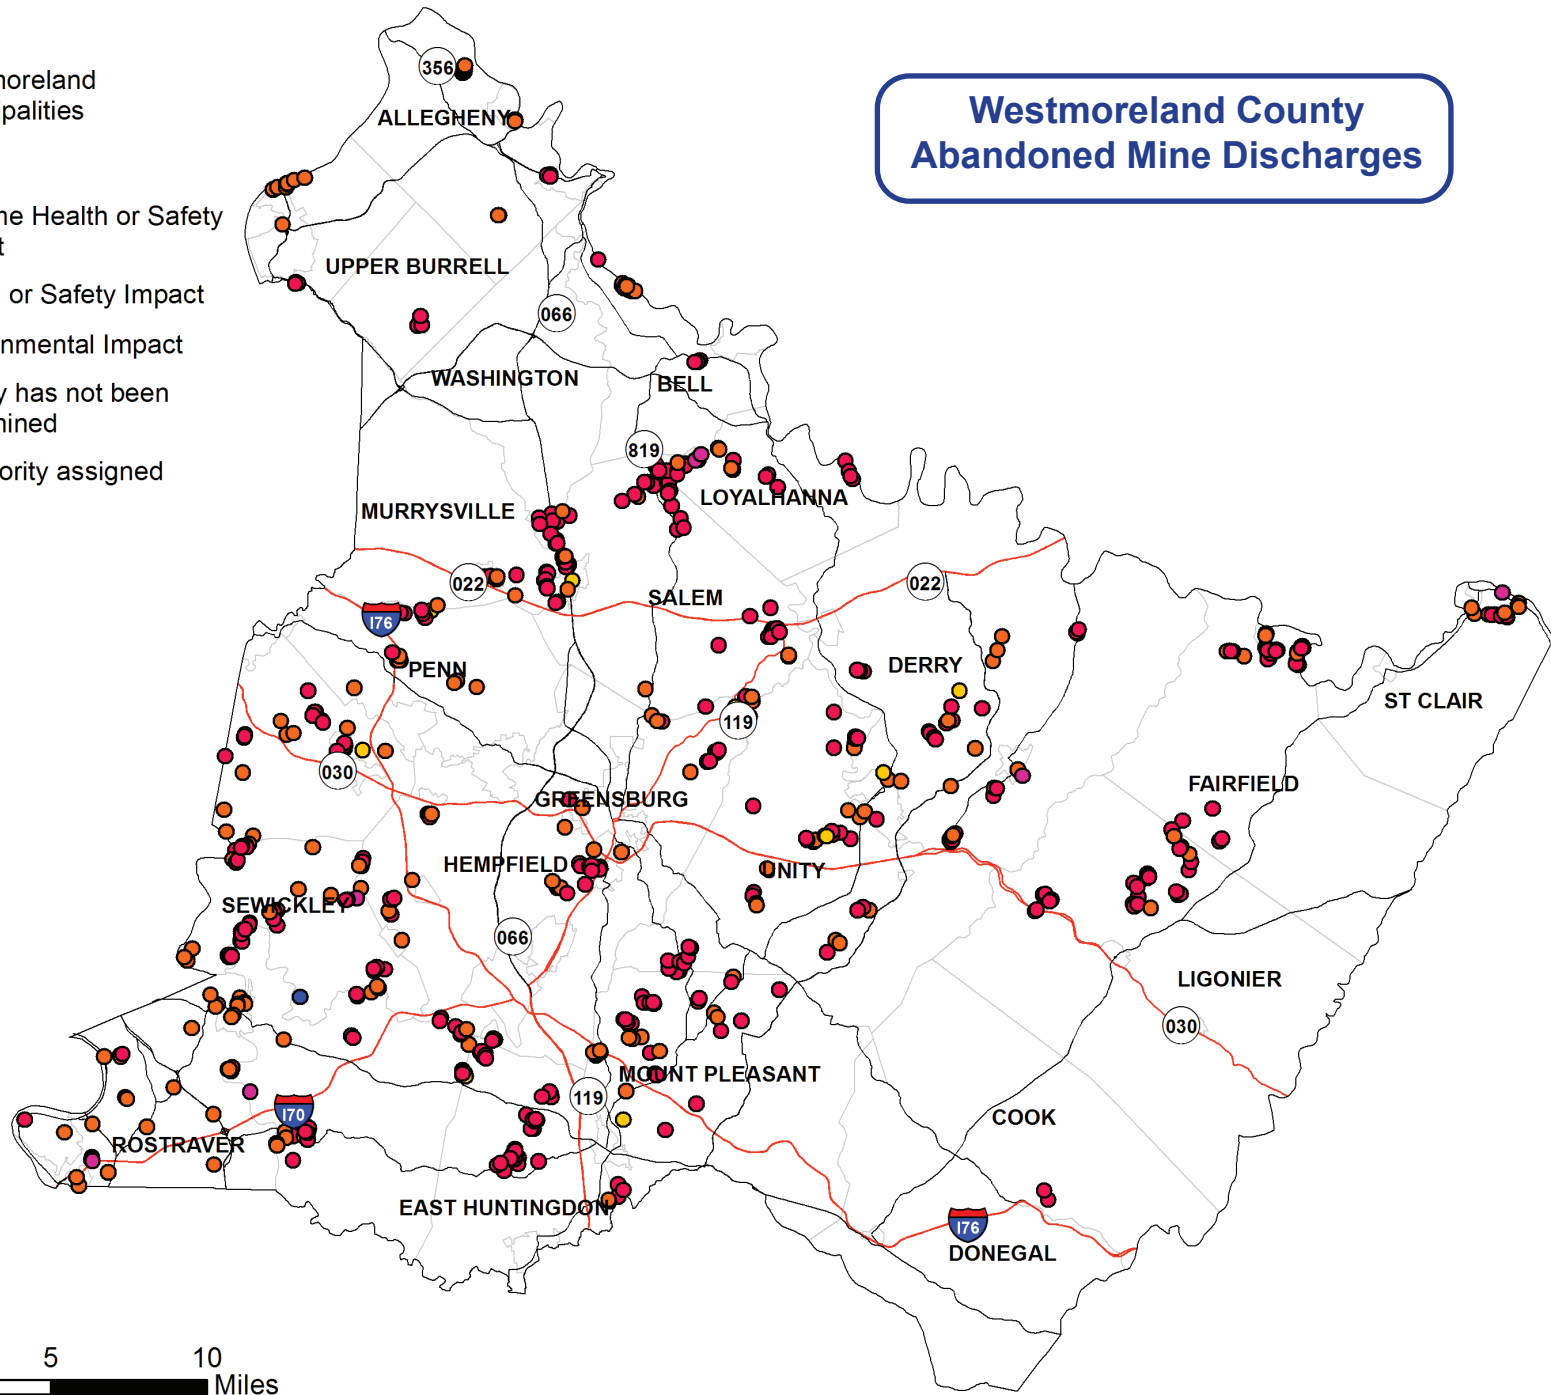 Westmoreland County
Abandoned Mine Discharges
moreland
palities
me Health or Safety
t
or Safety Impact
nmental Impact
y has not been
nined
ority assigned
356
ALLEGHENY
UPPER BURRELL
066
WASHINGTON
BELL
819
LOYALHANNA
MURRYSVILLE
022
022
SALEM
I76
PENN
DERRY
ST CLAIR
119
030
FAIRFIELD
GREENSBURG
HEMPFIELD
UNITY
SEWICKLEY
066
LIGONIER
030
MOUNT PLEASANT
119
I70
COOK
ROSTRAVER
EAST HUNTINGDON
I76
DONEGAL
5 10
Miles